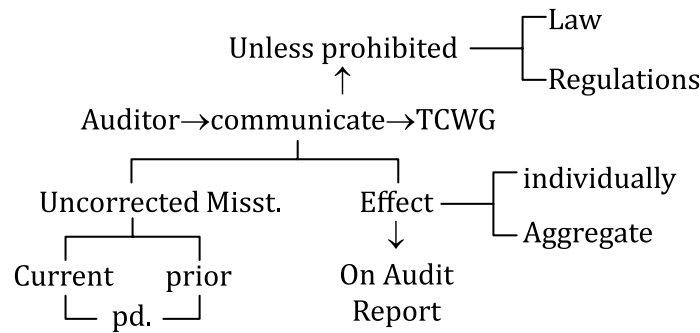 Law
Unless prohibited
Regulations
Auditor→communicate→TCWG
individually
Uncorrected Misst.
Effect
Aggregate
Current
prior
On Audit
Report
pd.